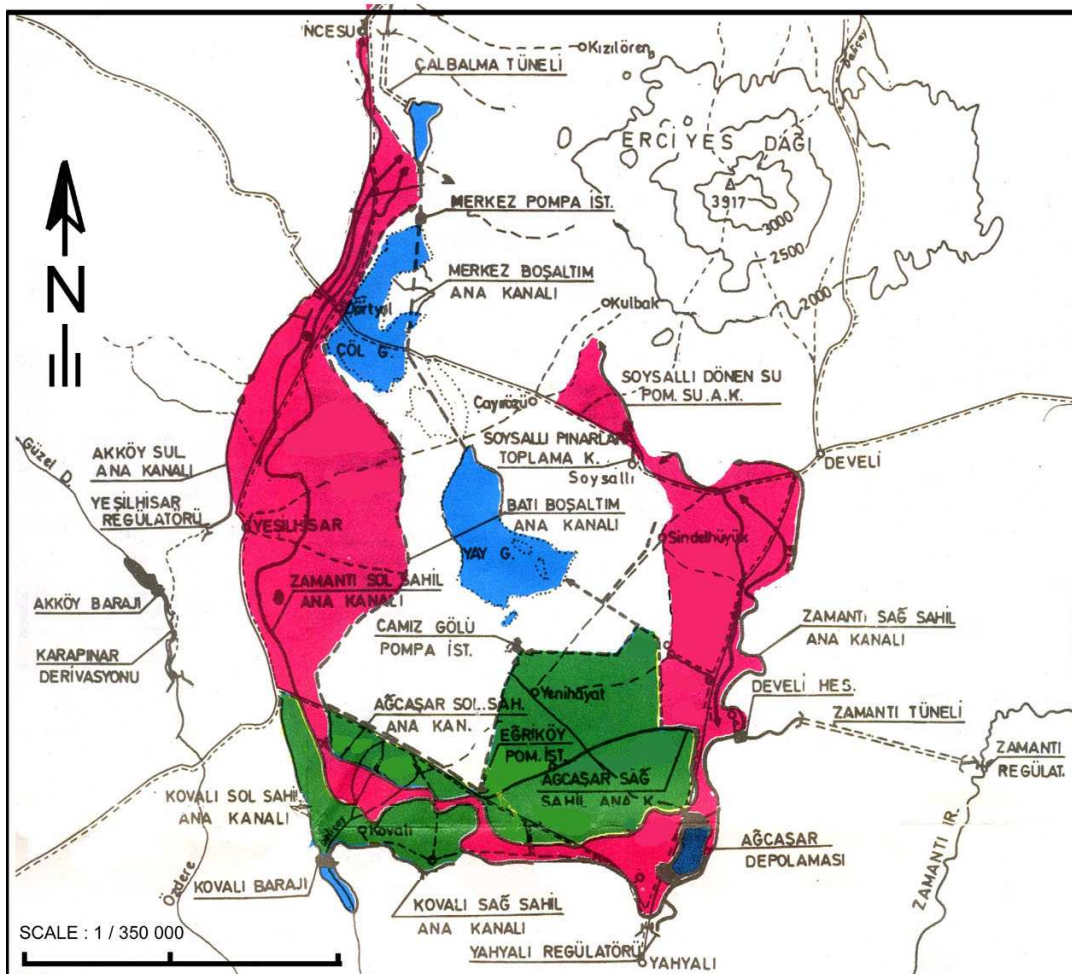 İNCESU
Kızılören
ÇALBALMA TÜNELİ
ERCİYES DAĞI
3917
3000
2500
2000
MERKEZ POMPA İST.
N
MERKEZ BOŞALTIM
ANA KANALI
Kulbak
Dörtyol
ÇÖL G.
SOYSALLI DÖNEN SU
POM. SU. A.K.
Çayrözü
SOYSALLI PINARLAR
TOPLAMA K.
Soysallı
DEVELİ
Güzel D.
AKKÖY SUL.
ANA KANALI
YEŞİLHİSAR
REGÜLATÖRÜ
YEŞİLHİSAR
BATI BOŞALTIM
ANA KANALI
YAY G.
Sindelhüyük
ZAMANTI SOL SAHİL
ANA KANALI
AKKÖY BARAJI
KARAPINAR
DERİVASYONU
CAMIZ GÖLÜ
POMPA İST.
ZAMANTI SAĞ SAHİL
ANA KANALI
DEVELİ HES.
ZAMANTI TÜNELİ
ZAMANTI
REGÜLAT.
Yenihayat
AĞCAŞAR SOL. SAH.
ANA KAN.
EĞRİKÖY
POM. İST.
AĞCAŞAR SAĞ
SAHİL ANA K.
KOVALI SOL SAHİ
ANA KANALI
Kovalı
AĞCAŞAR
DEPOLAMASI
KOVALI BARAJI
Özdere
KOVALI SAĞ SAHİL
ANA KANALI
ZAMANTI IR.
YAHYALI REGÜLATÖRÜ
YAHYALI
SCALE : 1 / 350 000